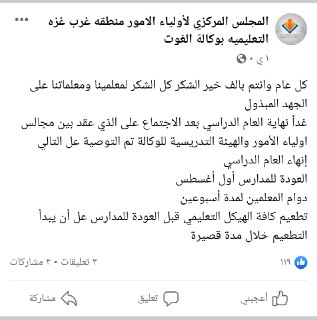 المجلس المركزي لأولياء الامور منطقه غرب غزه
التعليميه بوكالة الغوث
١ ي
كل عام وانتم بالف خير الشكر كل الشكر لمعلمينا ومعلماتنا على
الجهد المبذول
غداً نهاية العام الدراسي بعد الاجتماع على الذي عقد بين مجالس
اولياء الأمور والهيئة التدريسية للوكالة تم التوصية عل التالي
إنهاء العام الدراسي
العودة للمدارس أول أغسطس
دوام المعلمين لمدة أسبوعين
تطعيم كافة الهيكل التعليمي قبل العودة للمدارس عل أن يبدأ
التطعيم خلال مدة قصيرة
١١٩
٣ تعليقات • ٣ مشاركات
أعجبني
تعليق
مشاركة